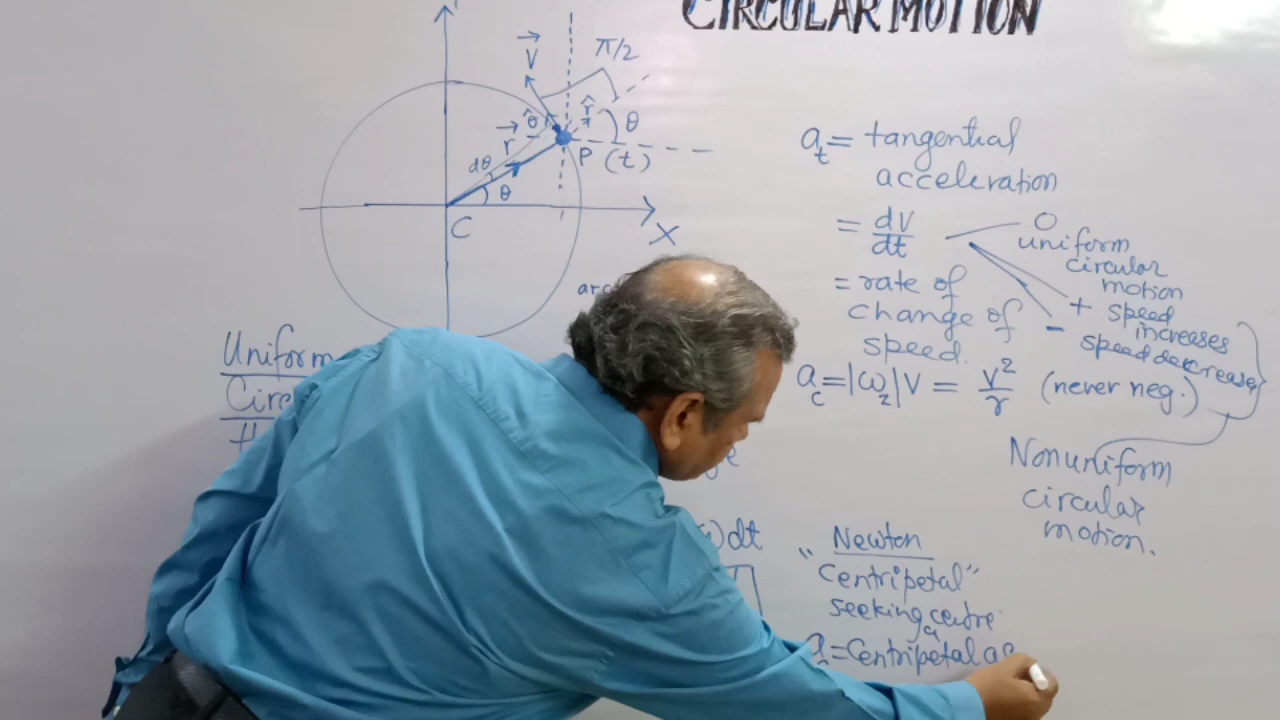 CIRCULAR MOTION
V
π/2
θ̂
r̂
θ
r
dθ
θ
P (t)
C
X
arc
Uniform
Circ
aₜ = tangential
acceleration
= dV/dt
0
uniform
circular
motion
+ speed
increases
- speed decreases
= rate of
change of
speed.
a_c = |ω_z| V = V²/r (never neg.)
Nonuniform
circular
motion.
)dt
"Newton
Centripetal"
seeking centre
= Centripetal ac